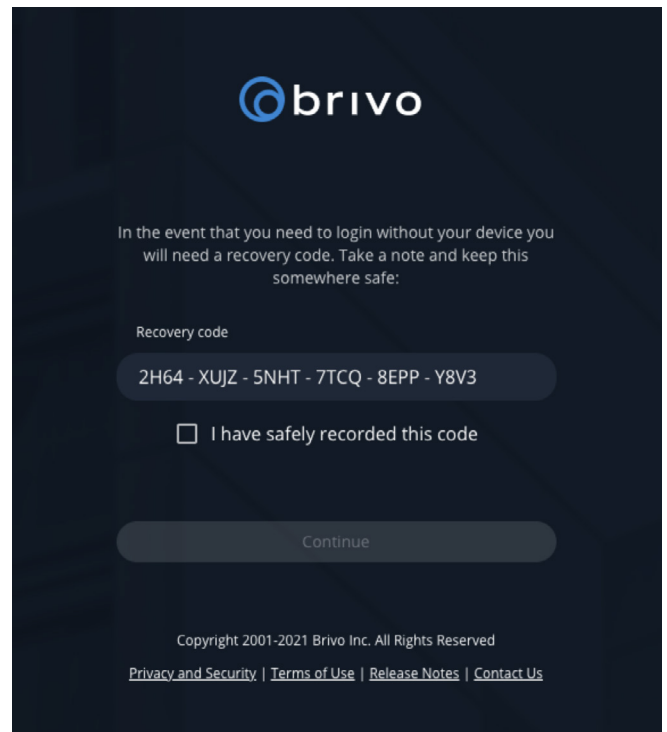 brivo
In the event that you need to login without your device you
will need a recovery code. Take a note and keep this
somewhere safe:
Recovery code
2H64 - XUJZ - 5NHT - 7TCQ - 8EPP - Y8V3
I have safely recorded this code
Continue
Copyright 2001-2021 Brivo Inc. All Rights Reserved
Privacy and Security | Terms of Use | Release Notes | Contact Us